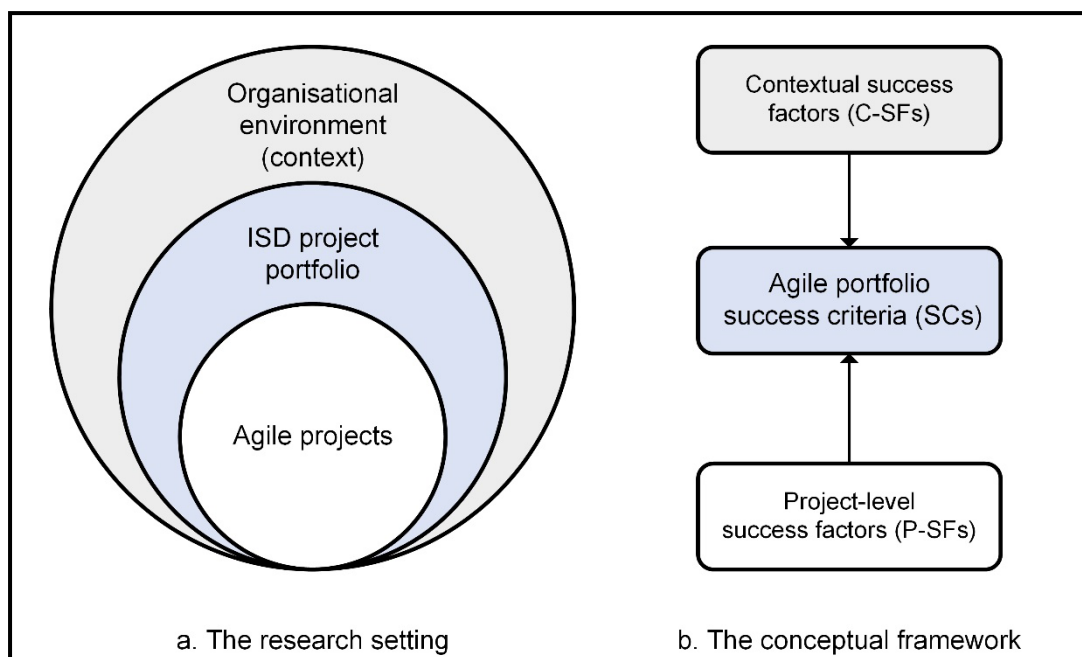 Organisational
environment
(context)
ISD project
portfolio
Agile projects
a. The research setting
Contextual success
factors (C-SFs)
Agile portfolio
success criteria (SCs)
Project-level
success factors (P-SFs)
b. The conceptual framework